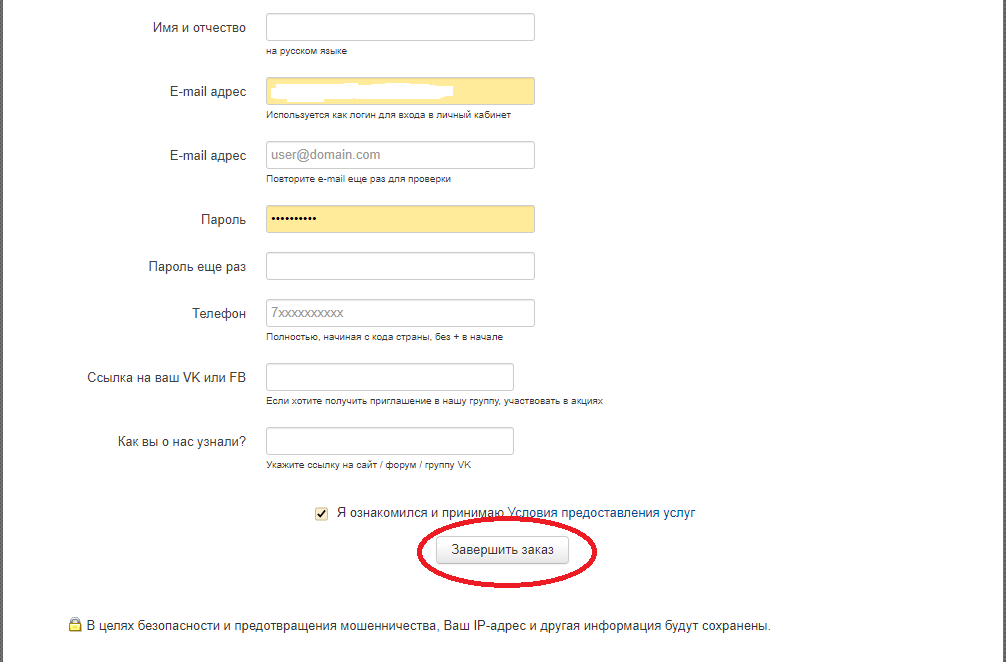 Имя и отчество
на русском языке
E-mail адрес
Используется как логин для входа в личный кабинет
E-mail адрес
user@domain.com
Повторите e-mail еще раз для проверки
Пароль
••••••••••
Пароль еще раз
Телефон
7xxxxxxxxxx
Полностью, начиная с кода страны, без + в начале
Ссылка на ваш VK или FB
Если хотите получить приглашение в нашу группу, участвовать в акциях
Как вы о нас узнали?
Укажите ссылку на сайт / форум / группу VK
Я ознакомился и принимаю Условия предоставления услуг
Завершить заказ
В целях безопасности и предотвращения мошенничества, Ваш IP-адрес и другая информация будут сохранены.